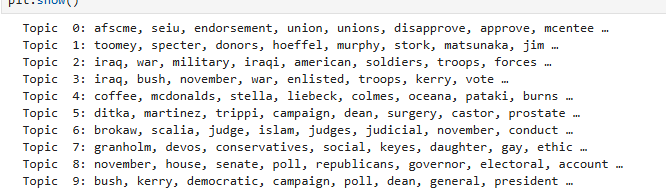 plt.show()
Topic 0: afscme, seiu, endorsement, union, unions, disapprove, approve, mcentee …
Topic 1: toomey, specter, donors, hoeffel, murphy, stork, matsunaka, jim …
Topic 2: iraq, war, military, iraqi, american, soldiers, troops, forces …
Topic 3: iraq, bush, november, war, enlisted, troops, kerry, vote …
Topic 4: coffee, mcdonalds, stella, liebeck, colmes, oceana, pataki, burns …
Topic 5: ditka, martinez, trippi, campaign, dean, surgery, castor, prostate …
Topic 6: brokaw, scalia, judge, islam, judges, judicial, november, conduct …
Topic 7: granholm, devos, conservatives, social, keyes, daughter, gay, ethic …
Topic 8: november, house, senate, poll, republicans, governor, electoral, account …
Topic 9: bush, kerry, democratic, campaign, poll, dean, general, president …